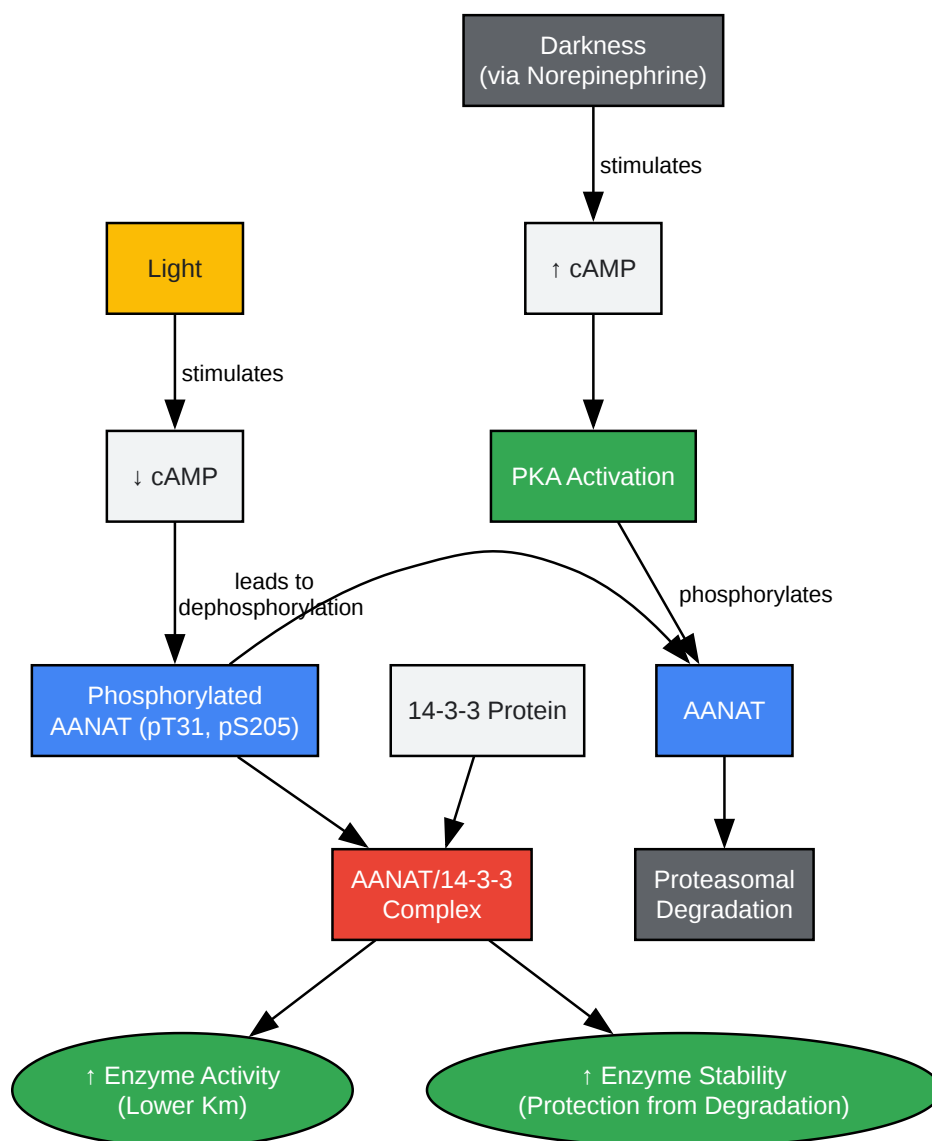 Darkness
(via Norepinephrine)
stimulates
Light
↑ cAMP
stimulates
↓ cAMP
PKA Activation
leads to
dephosphorylation
phosphorylates
Phosphorylated
AANAT (pT31, pS205)
14-3-3 Protein
AANAT
AANAT/14-3-3
Complex
Proteasomal
Degradation
↑ Enzyme Activity
(Lower Km)
↑ Enzyme Stability
(Protection from Degradation)